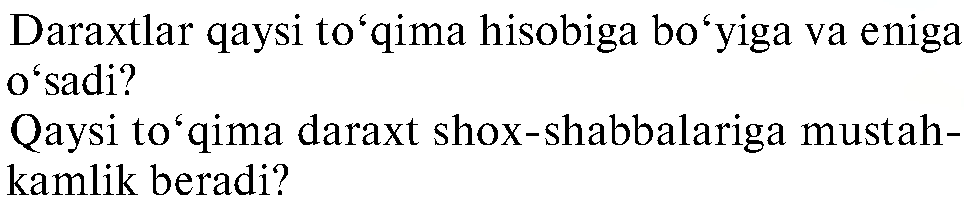 Daraxtlar qaysi to‘qima hisobiga bo‘yiga va eniga
o‘sadi?
Qaysi to‘qima daraxt shox-shabbalariga mustah-
kamlik beradi?